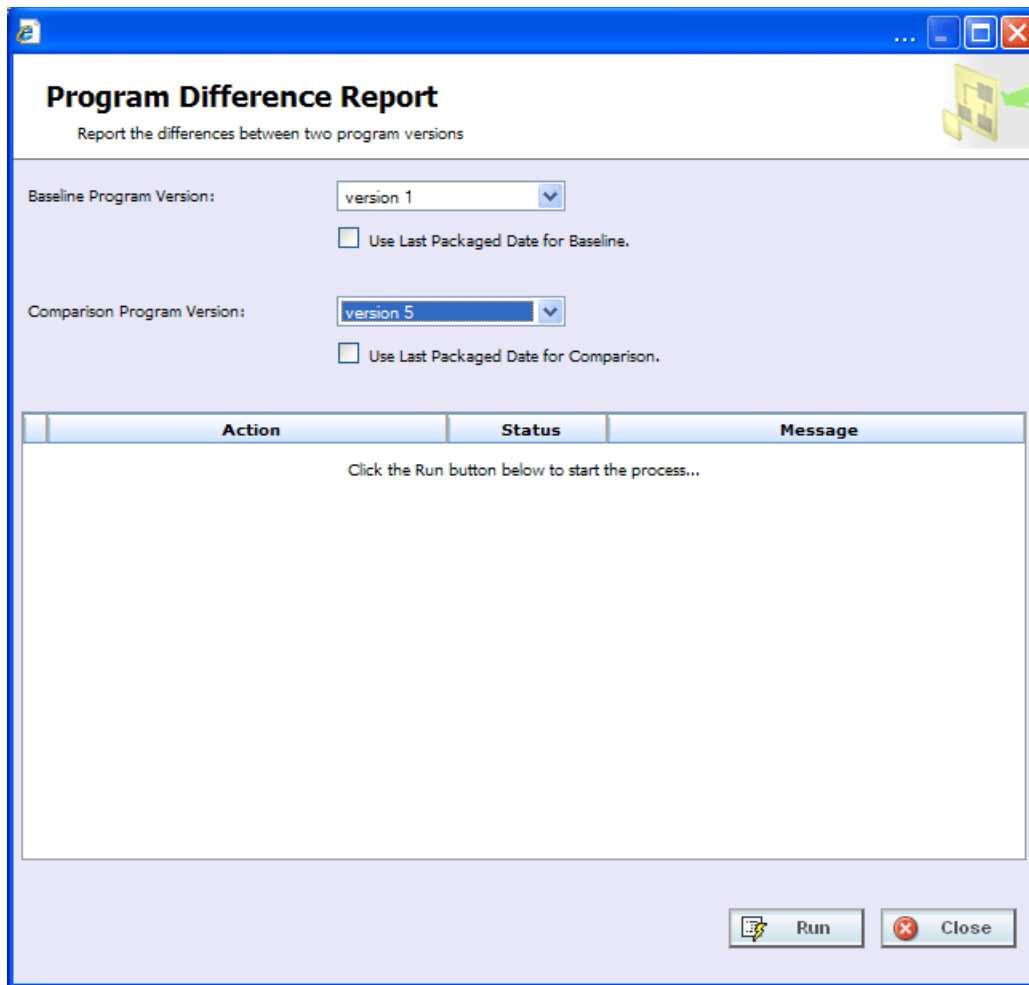 ...
Program Difference Report
Report the differences between two program versions
Baseline Program Version:
version 1
Use Last Packaged Date for Baseline.
Comparison Program Version:
version 5
Use Last Packaged Date for Comparison.
Action Status Message
Click the Run button below to start the process...
Run Close